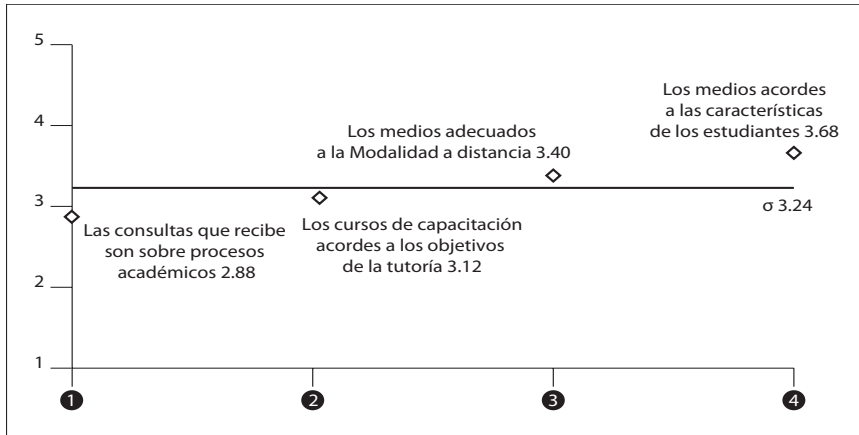 5
4
3
2
1
Los medios acordes
a las características
de los estudiantes 3.68
Los medios adecuados
a la Modalidad a distancia 3.40
σ 3.24
Las consultas que recibe
son sobre procesos
académicos 2.88
Los cursos de capacitación
acordes a los objetivos
de la tutoría 3.12
1 2 3 4